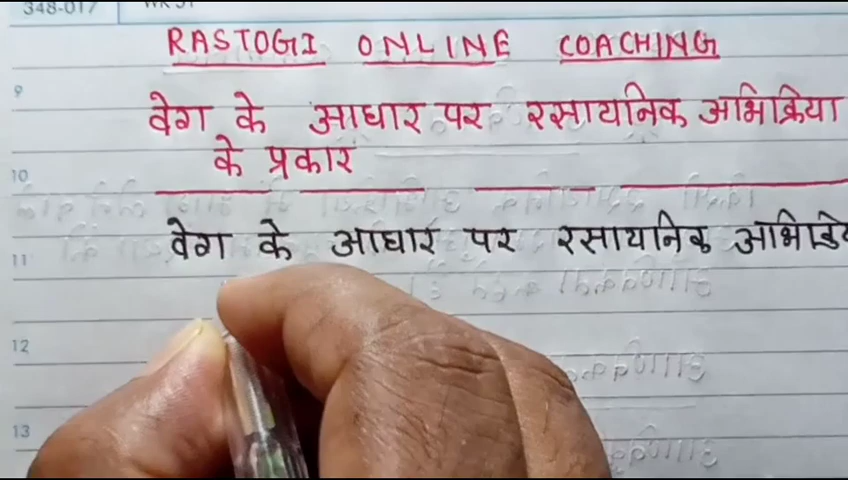 348-017
RASTOGI ONLINE COACHING
9
वेग के आधार पर रसायनिक अभिक्रिया
के प्रकार
10
वेग के आधार पर रसायनिक
11
12
13